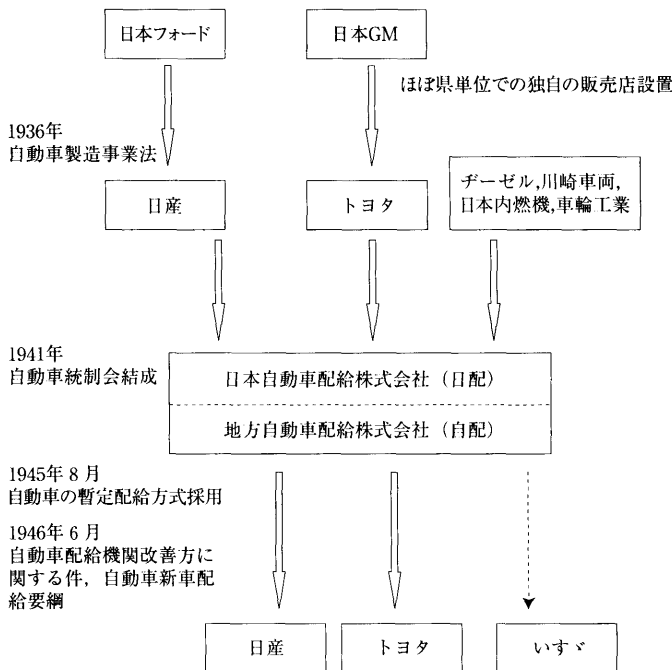 日本フォード
日本GM
ほぼ県単位での独自の販売店設置
1936年
自動車製造事業法
日産
トヨタ
ヂーゼル,川崎車両,
日本内燃機,車輪工業
1941年
自動車統制会結成
日本自動車配給株式会社（日配）
地方自動車配給株式会社（自配）
1945年8月
自動車の暫定配給方式採用
1946年6月
自動車配給機関改善方に
関する件，自動車新車配
給要綱
日産
トヨタ
いすゞ